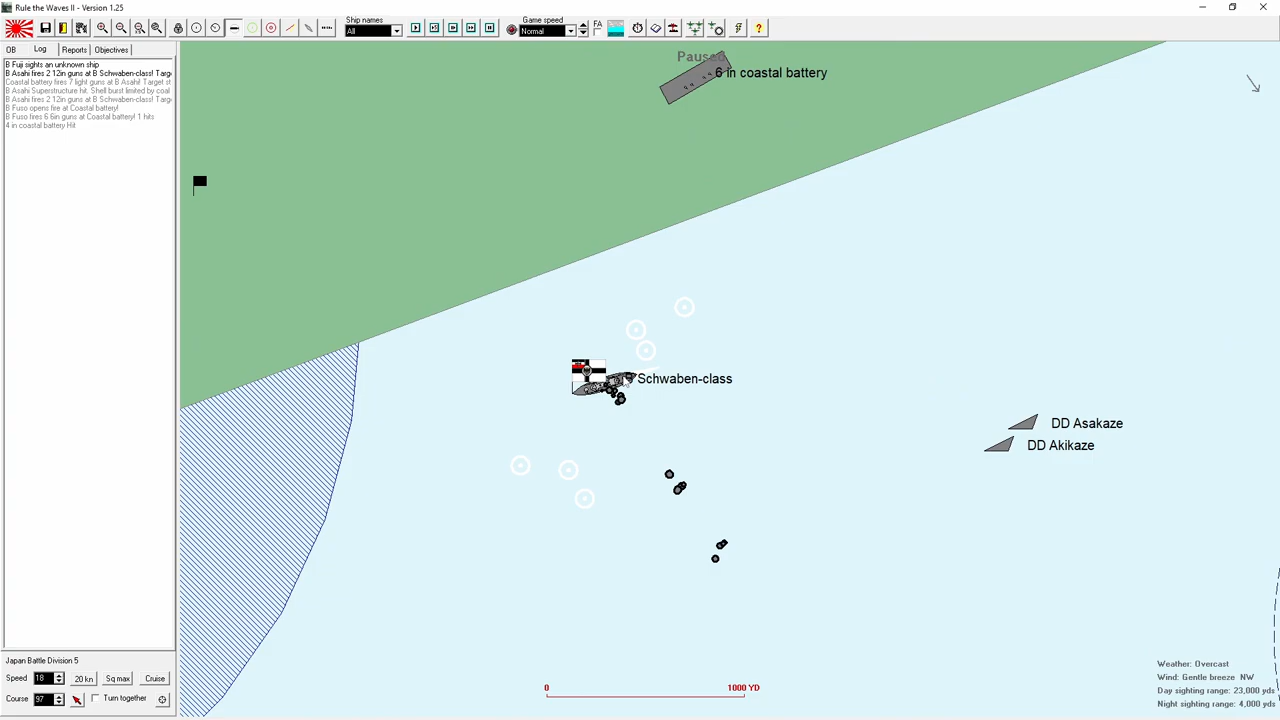 Rule the Waves II - Version 1.25
Ship names
All
Game speed
Normal
FA
OB Log Reports Objectives
B Fuji sights an unknown ship
B Asahi fires 2 12in guns at B Schwaben-class! Targ
Coastal battery fires 7 light guns at B Asahi! Target st
B Asahi Superstructure hit. Shell burst limited by coal
B Asahi fires 2 12in guns at B Schwaben-class! Targ
B Fuso opens fire at Coastal battery!
B Fuso fires 6 6in guns at Coastal battery! 1 hits
4 in coastal battery Hit
Paused
6 in coastal battery
Schwaben-class
DD Asakaze
DD Akikaze
Japan Battle Division 5
Speed 18 20 kn Sq max Cruise
Course 97 Turn together
0 1000 YD
Weather: Overcast
Wind: Gentle breeze NW
Day sighting range: 23,000 yds
Night sighting range: 4,000 yds